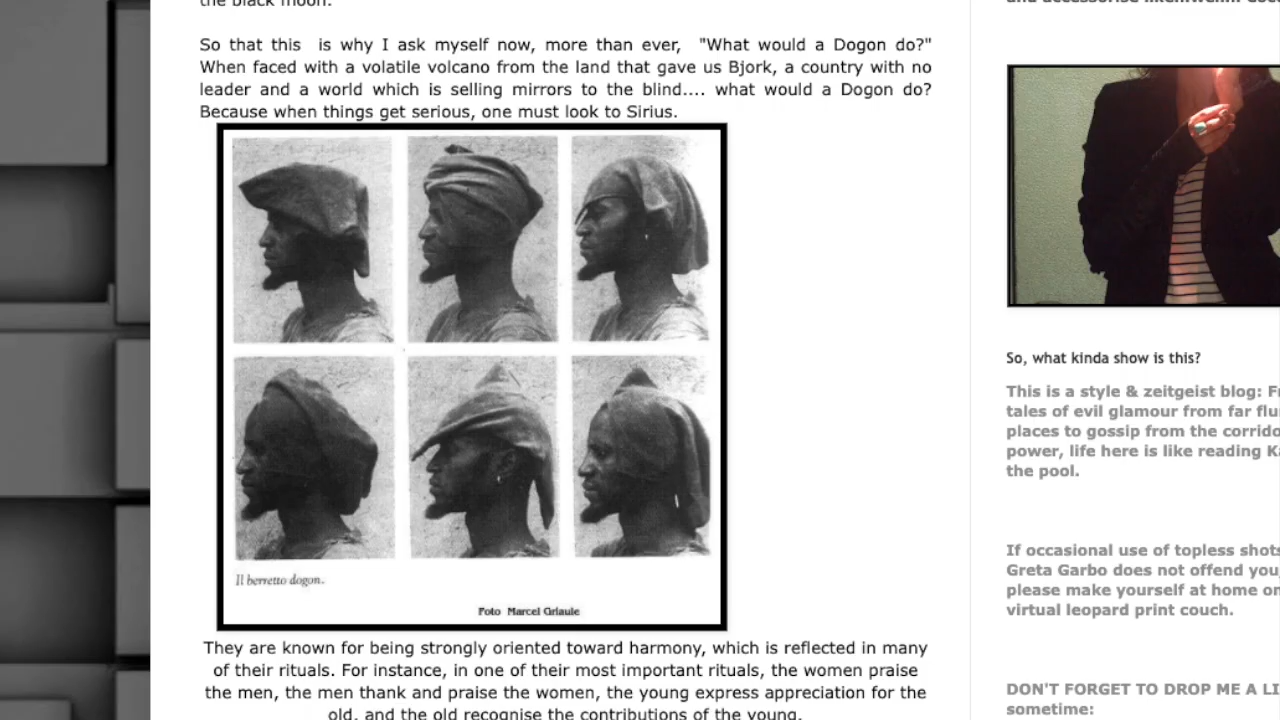 the black moon.
So that this is why I ask myself now, more than ever, "What would a Dogon do?"
When faced with a volatile volcano from the land that gave us Bjork, a country with no
leader and a world which is selling mirrors to the blind.... what would a Dogon do?
Because when things get serious, one must look to Sirius.
Il berretto dogon.
Foto Marcel Griaule
They are known for being strongly oriented toward harmony, which is reflected in many
of their rituals. For instance, in one of their most important rituals, the women praise
the men, the men thank and praise the women, the young express appreciation for the
old, and the old recognise the contributions of the young.
So, what kinda show is this?
This is a style & zeitgeist blog:
tales of evil glamour from far
places to gossip from the
power, life here is like reading
the pool.
If occasional use of topless shots
Greta Garbo does not offend you,
please make yourself at home
virtual leopard print couch.
DON'T FORGET TO DROP ME A
sometime: